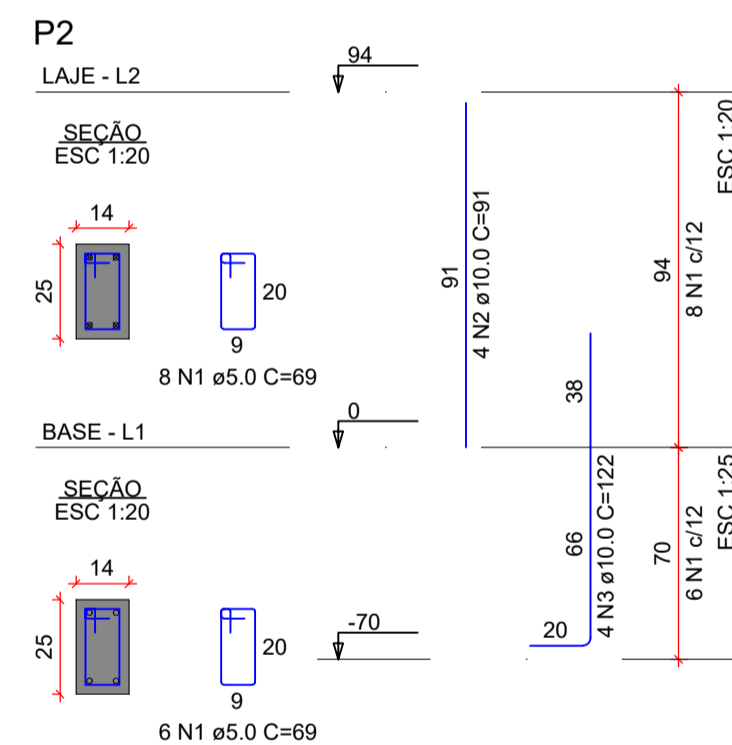 P2
LAJE - L2
94
SEÇÃO
ESC 1:20
14
25
20
9
8 N1 ø5.0 C=69
91
4 N2 ø10.0 C=91
94
8 N1 c/12
ESC 1:20
BASE - L1
0
SEÇÃO
ESC 1:20
14
25
20
9
6 N1 ø5.0 C=69
-70
38
66
20
4 N3 ø10.0 C=122
70
6 N1 c/12
ESC 1:25